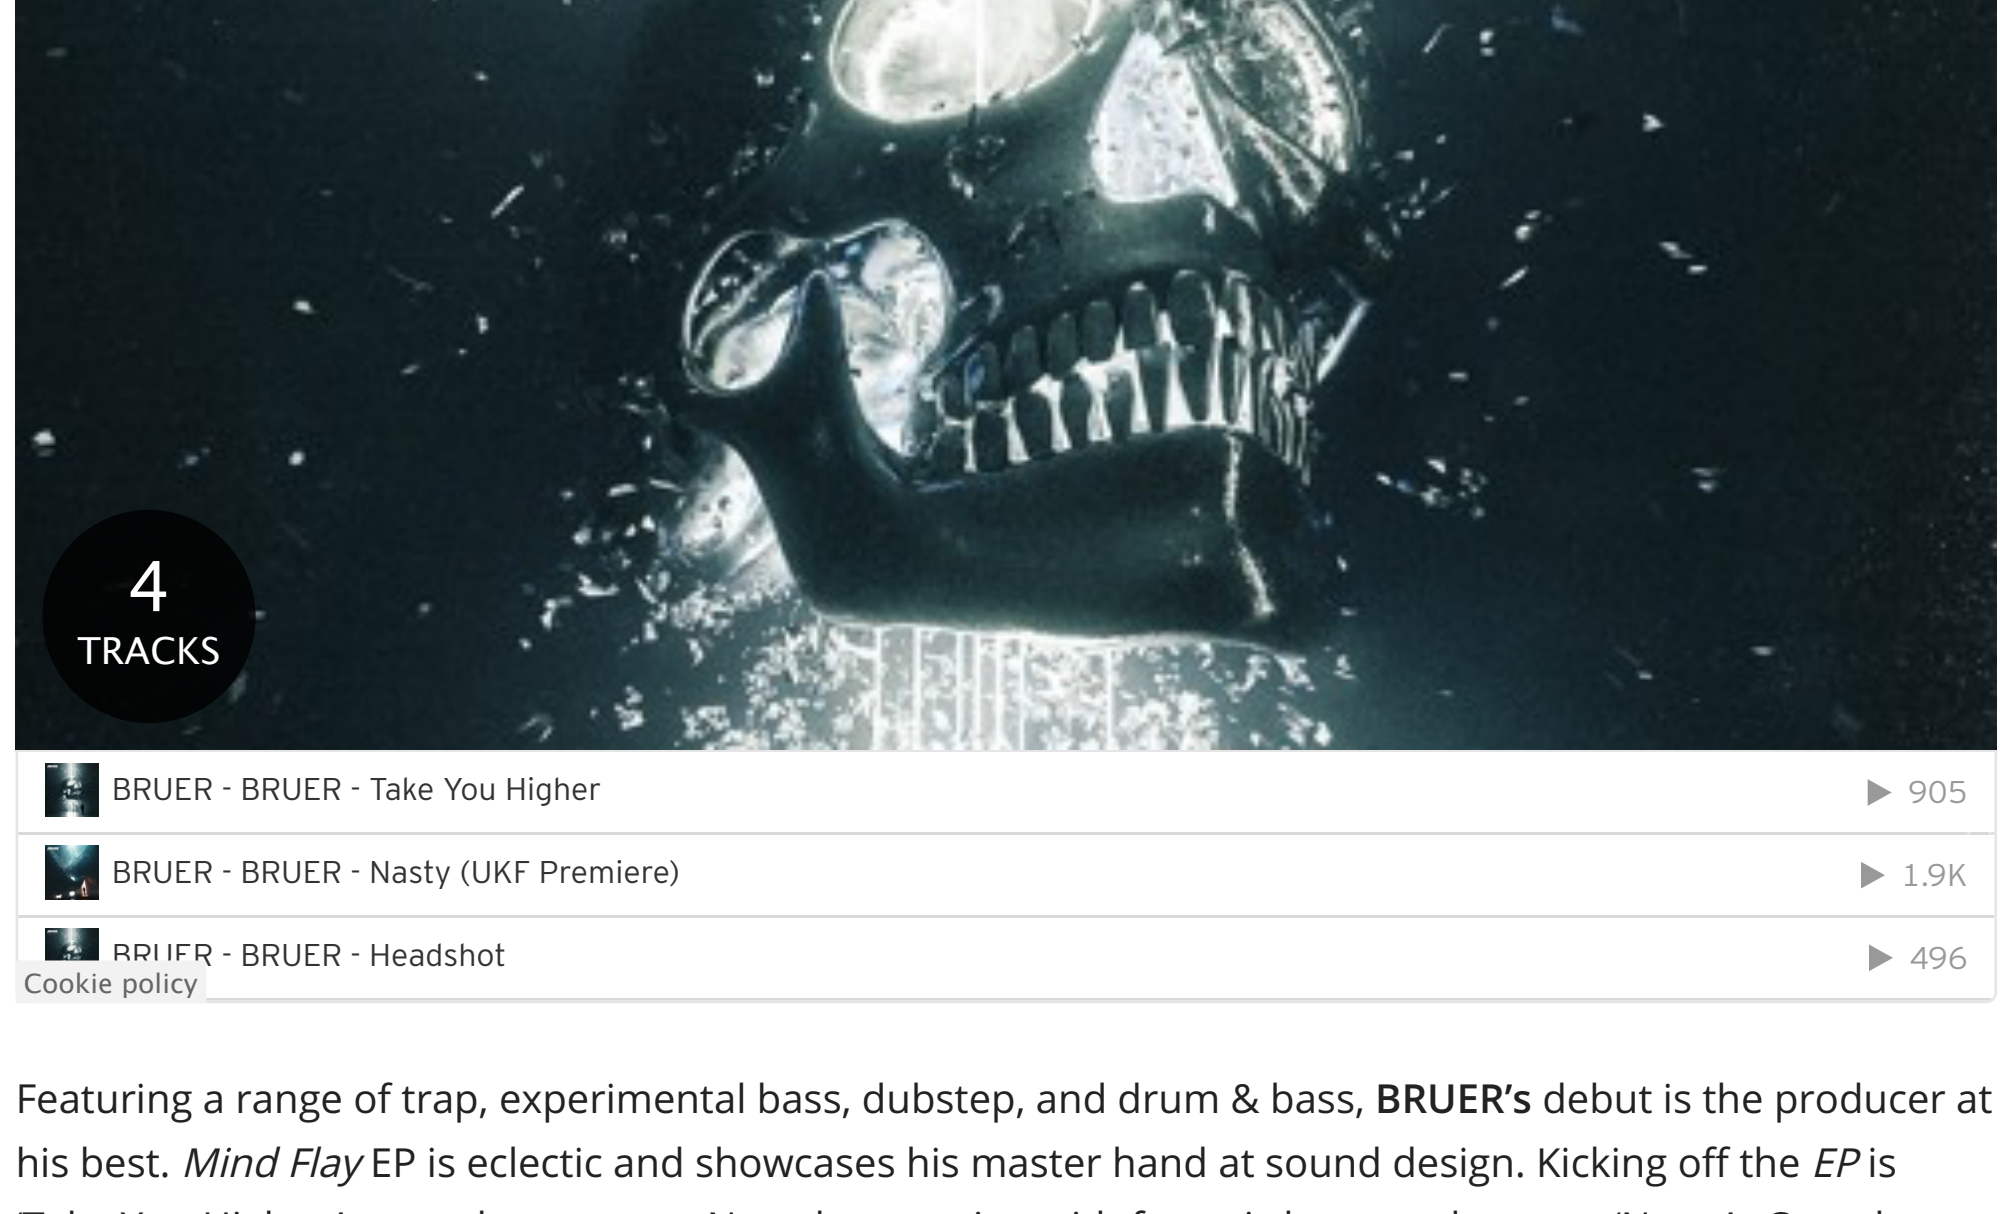 4
TRACKS
BRUER - BRUER - Take You Higher
905
BRUER - BRUER - Nasty (UKF Premiere)
1.9K
BRUER - BRUER - Headshot
496
Cookie policy
Featuring a range of trap, experimental bass, dubstep, and drum & bass, BRUER’s debut is the producer at
his best. Mind Flay EP is eclectic and showcases his master hand at sound design. Kicking off the EP is